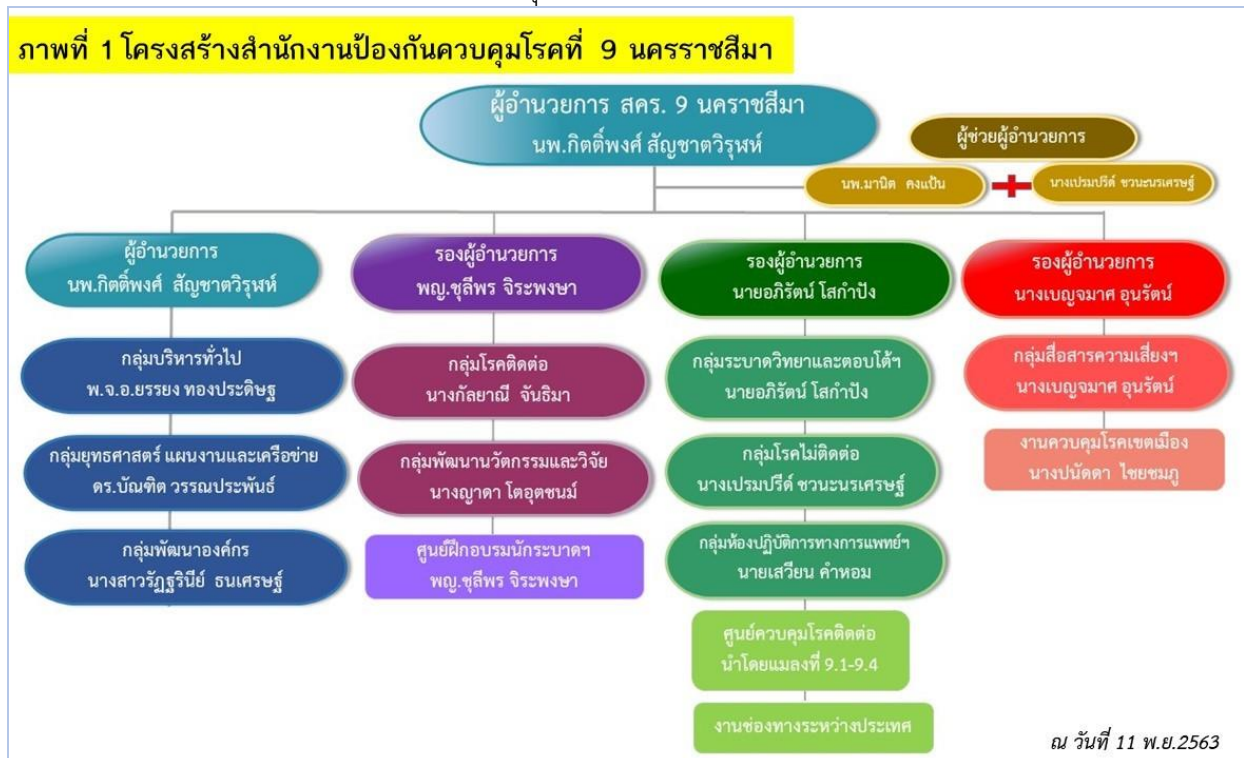 ภาพที่ 1 โครงสร้างสำนักงานป้องกันควบคุมโรคที่ 9 นครราชสีมา
ผู้อำนวยการ สคร. 9 นคราชสีมา
นพ.กิตติ์พงศ์ สัญชาตวิรุฬห์
ผู้ช่วยผู้อำนวยการ
นพ.มานิต คงแป้น
นางเปรมปรีด์ ชวนะนรเศรษฐ์
ผู้อำนวยการ
นพ.กิตติ์พงศ์ สัญชาตวิรุฬห์
กลุ่มบริหารทั่วไป
พ.จ.อ.ยรรยง ทองประดิษฐ
กลุ่มยุทธศาสตร์ แผนงานและเครือข่าย
ดร.บัณฑิต วรรณประพันธ์
กลุ่มพัฒนาองค์กร
นางสาวรัฏฐรินีย์ ธนเศรษฐ์
รองผู้อำนวยการ
พญ.ชุลีพร จิระพงษา
กลุ่มโรคติดต่อ
นางกัลยาณี จันธิมา
กลุ่มพัฒนานวัตกรรมและวิจัย
นางญาดา โตอุตชนม์
ศูนย์ฝึกอบรมนักระบาดฯ
พญ.ชุลีพร จิระพงษา
รองผู้อำนวยการ
นายอภิรัตน์ โสกำปัง
กลุ่มระบาดวิทยาและตอบโต้ฯ
นายอภิรัตน์ โสกำปัง
กลุ่มโรคไม่ติดต่อ
นางเปรมปรีด์ ชวนะนรเศรษฐ์
กลุ่มห้องปฏิบัติการทางการแพทย์ฯ
นายเสวียน คำหอม
ศูนย์ควบคุมโรคติดต่อ
นำโดยแมลงที่ 9.1-9.4
งานช่องทางระหว่างประเทศ
รองผู้อำนวยการ
นางเบญจมาศ อุนรัตน์
กลุ่มสื่อสารความเสี่ยงฯ
นางเบญจมาศ อุนรัตน์
งานควบคุมโรคเขตเมือง
นางปนัดดา ไชยชมภู
ณ วันที่ 11 พ.ย.2563